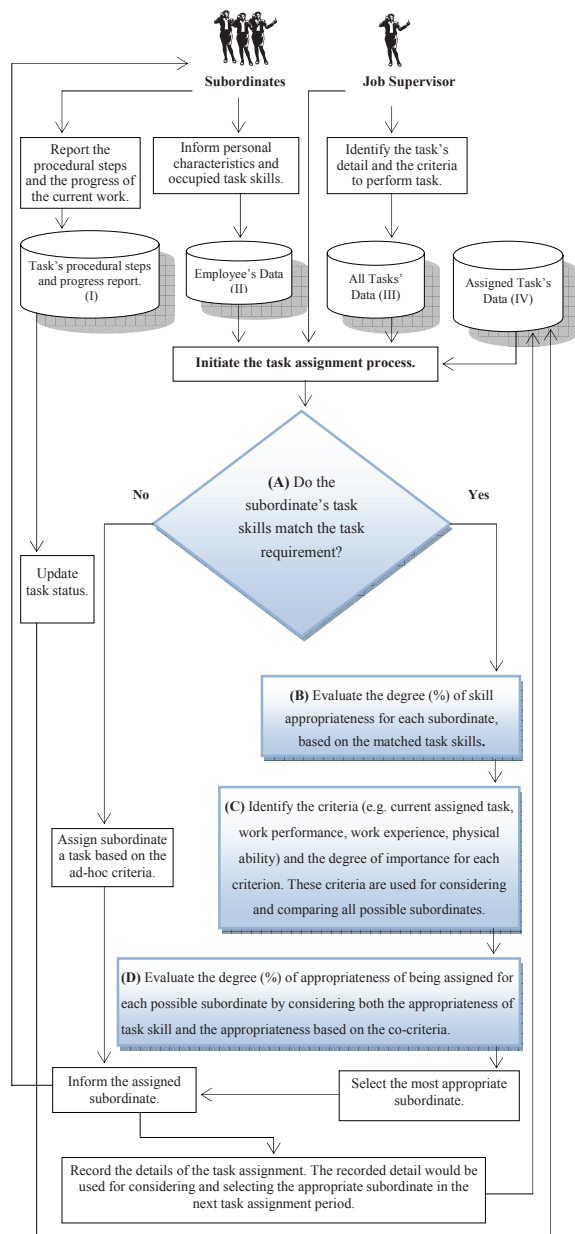 Subordinates
Job Supervisor
Report the
procedural steps
and the progress of
the current work.
Inform personal
characteristics and
occupied task skills.
Identify the task's
detail and the criteria
to perform task.
Task's procedural steps
and progress report.
(I)
Employee's Data
(II)
All Tasks'
Data (III)
Assigned Task's
Data (IV)
Initiate the task assignment process.
No
(A) Do the
subordinate's task
skills match the task
requirement?
Yes
Update
task status.
(B) Evaluate the degree (%) of skill
appropriateness for each subordinate,
based on the matched task skills.
Assign subordinate
a task based on the
ad-hoc criteria.
(C) Identify the criteria (e.g. current assigned task,
work performance, work experience, physical
ability) and the degree of importance for each
criterion. These criteria are used for considering
and comparing all possible subordinates.
(D) Evaluate the degree (%) of appropriateness of being assigned for
each possible subordinate by considering both the appropriateness of
task skill and the appropriateness based on the co-criteria.
Inform the assigned
subordinate.
Select the most appropriate
subordinate.
Record the details of the task assignment. The recorded detail would be
used for considering and selecting the appropriate subordinate in the
next task assignment period.